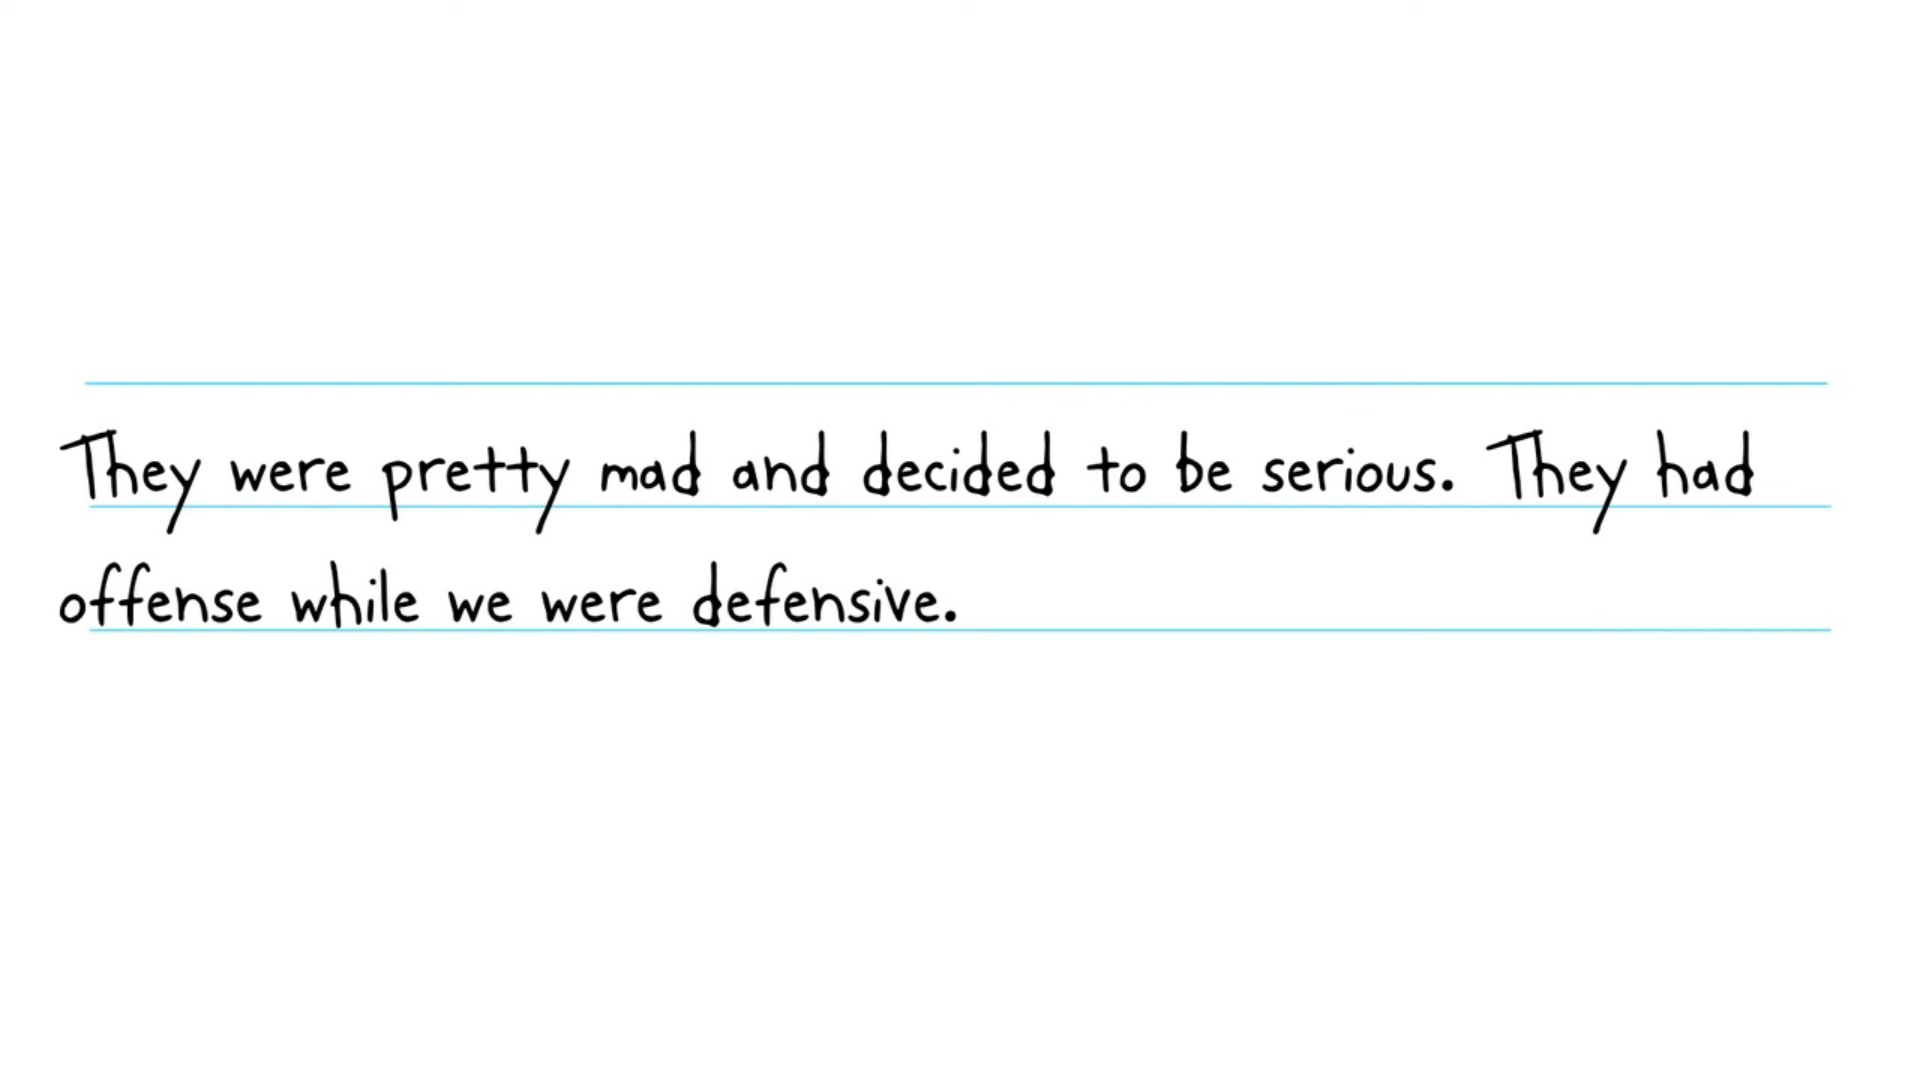 They were pretty mad and decided to be serious. They had
offense while we were defensive.